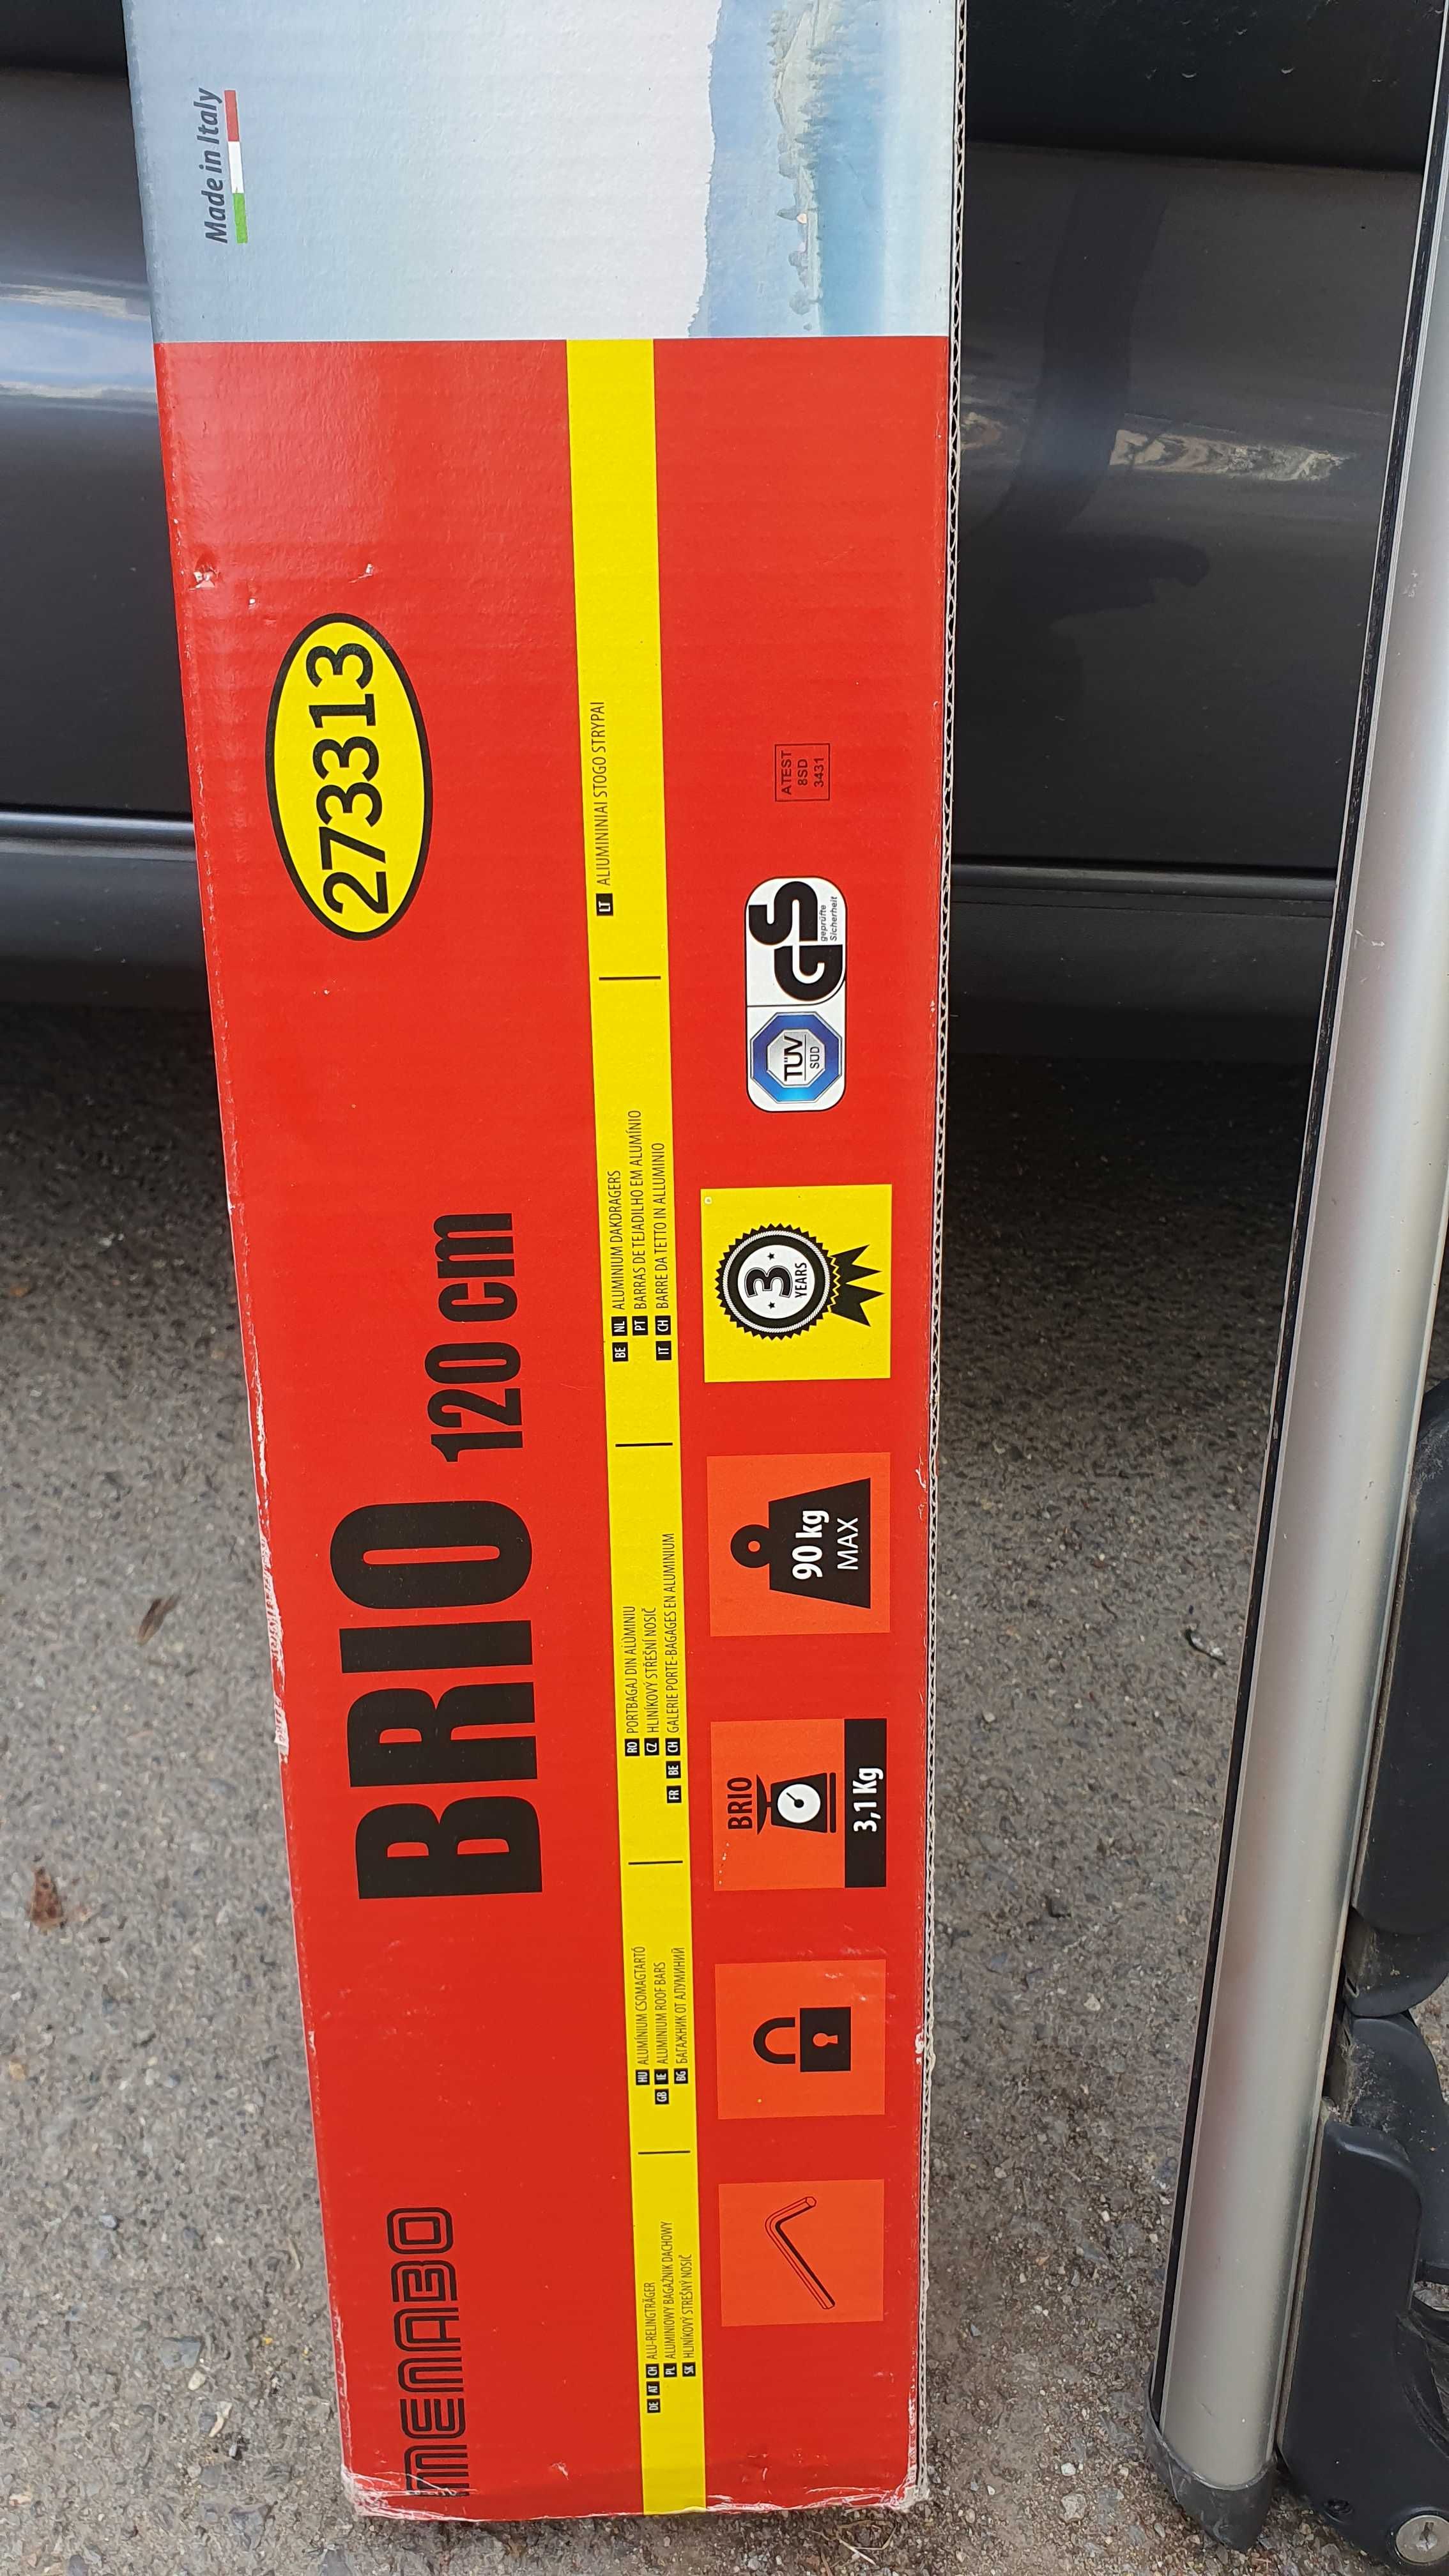 Made in Italy
273313
BRIO 120 cm
MENABO
DE AT CH ALU-RELINGTRÄGER
PL ALUMINIOWY BAGAŻNIK DACHOWY
SK HLINÍKOVÝ STREŠNÝ NOSIČ
HU ALUMÍNIUM CSOMAGTARTÓ
GB IE ALUMINIUM ROOF BARS
BG БАГАЖНИК ОТ АЛУМИНИЙ
RO PORTBAGAJ DIN ALUMINIU
CZ HLINÍKOVÝ STŘEŠNÍ NOSIČ
FR BE CH GALERIE PORTE-BAGAGES EN ALUMINIUM
BE NL ALUMINIUM DAKDRAGERS
PT BARRAS DE TEJADILHO EM ALUMÍNIO
IT CH BARRE DA TETTO IN ALLUMINIO
LT ALIUMININIAI STOGO STRYPAI
BRIO
3,1 Kg
90 kg
MAX
3
YEARS
TÜV
SÜD
GS
geprüfte
Sicherheit
ATEST
8SD
3431